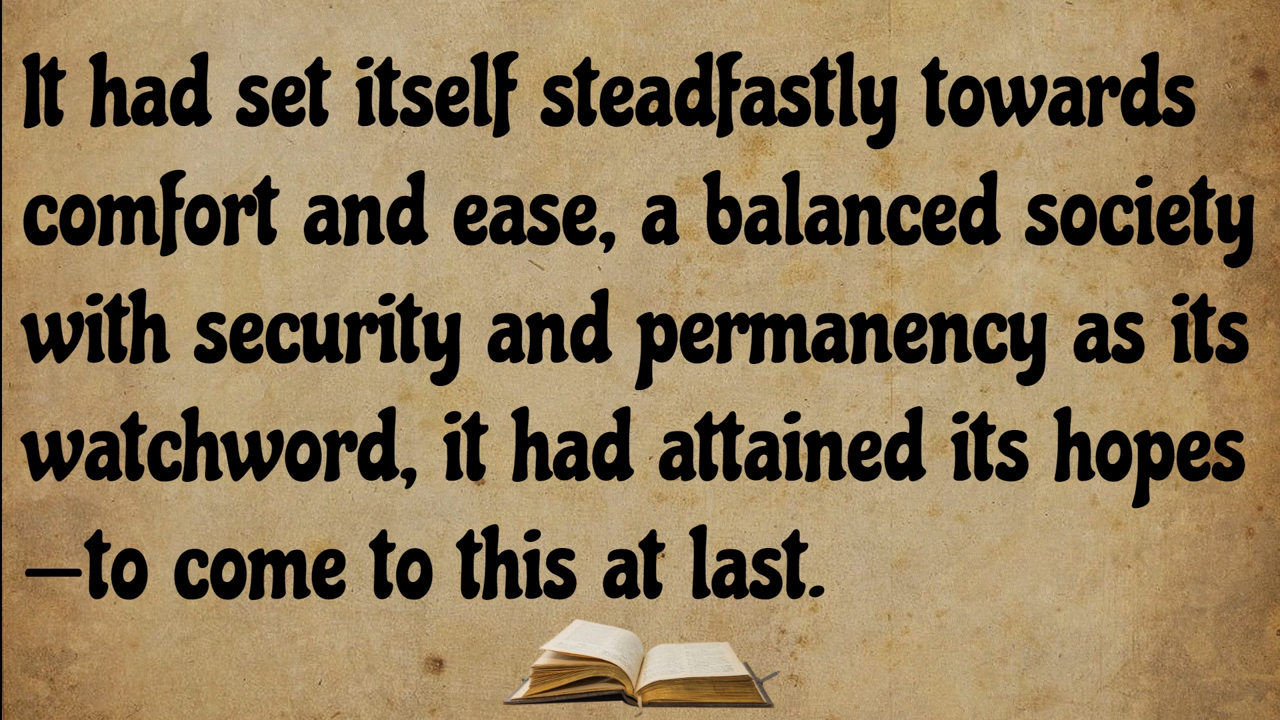 It had set itself steadfastly towards
comfort and ease, a balanced society
with security and permanency as its
watchword, it had attained its hopes
—to come to this at last.